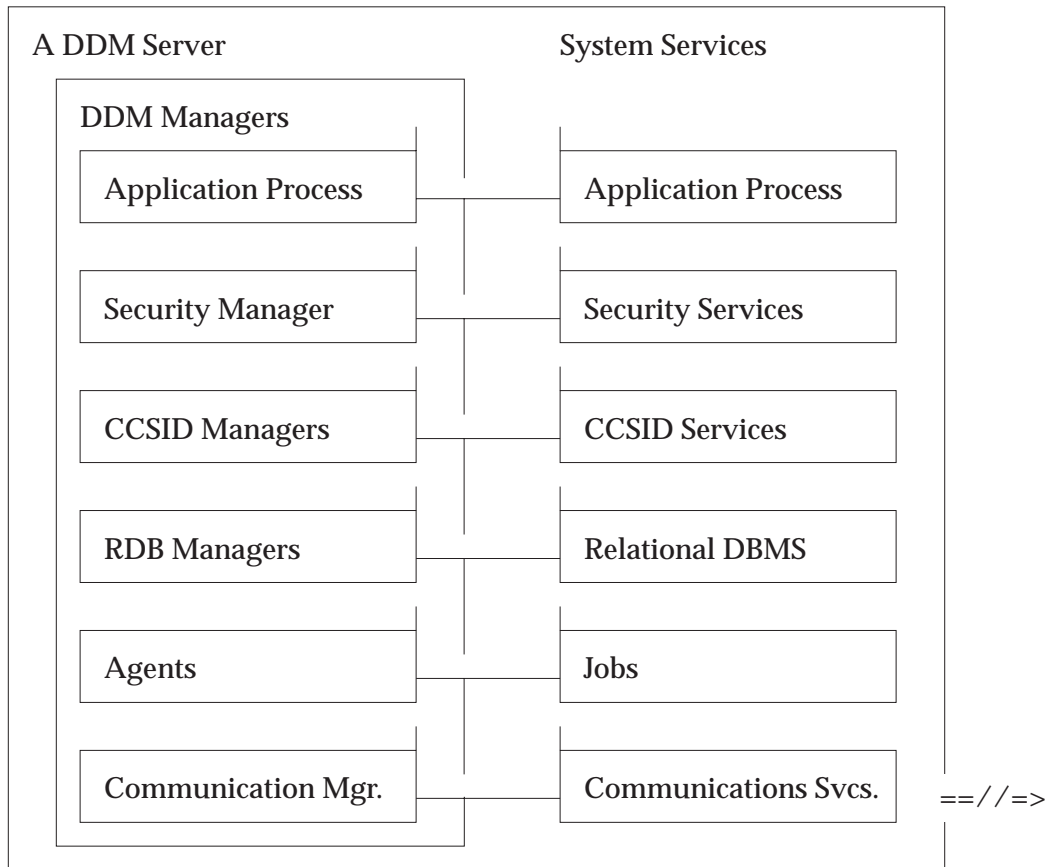 A DDM Server System Services
DDM Managers
Application Process Application Process
Security Manager Security Services
CCSID Managers CCSID Services
RDB Managers Relational DBMS
Agents Jobs
Communication Mgr. Communications Svcs. ==//=>